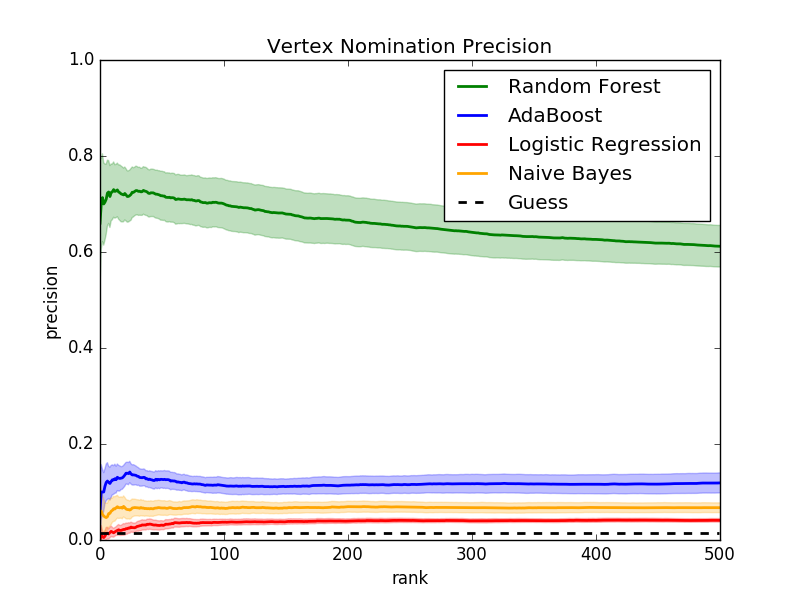 Vertex Nomination Precision
1.0
0.8
0.6
0.4
0.2
0.0
precision
Random Forest
AdaBoost
Logistic Regression
Naive Bayes
Guess
0 100 200 300 400 500
rank